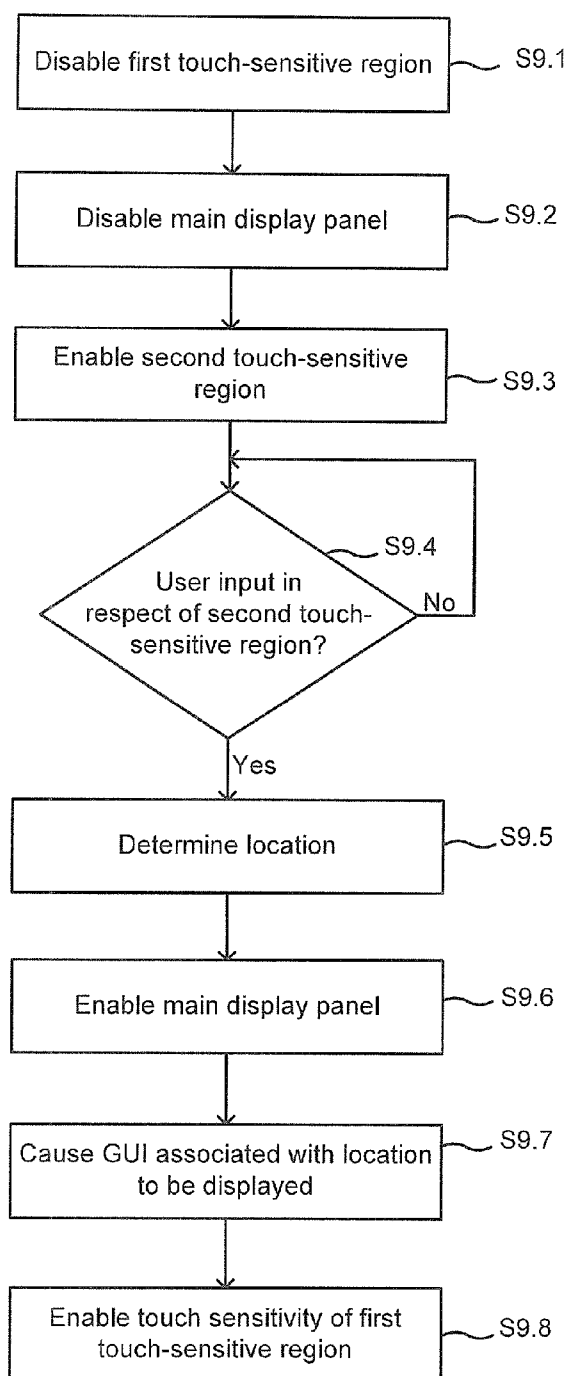 Disable first touch-sensitive region
S9.1
Disable main display panel
S9.2
Enable second touch-sensitive
region
S9.3
S9.4
User input in
respect of second touch-
sensitive region?
No
Yes
Determine location
S9.5
Enable main display panel
S9.6
Cause GUI associated with location
to be displayed
S9.7
Enable touch sensitivity of first
touch-sensitive region
S9.8